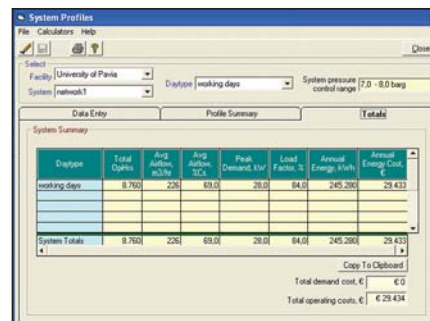 System Profiles
File Calculators Help
Close
Select
Facility University of Pavia
System network1
Daytype working days
System pressure control range 7,0 - 8,0 barg
Data Entry Profile Summary Totals
System Summary
Daytype Total OpHrs Avg Airflow, m3/hr Avg Airflow, %Cs Peak Demand, kW Load Factor, % Annual Energy, kWh Annual Energy Cost, €
working days 8.760 226 69,0 28,0 84,0 245.280 29.433
System Totals 8.760 226 69,0 28,0 84,0 245.280 29.433
Copy To Clipboard
Total demand cost, € € 0
Total operating costs, € € 29.434